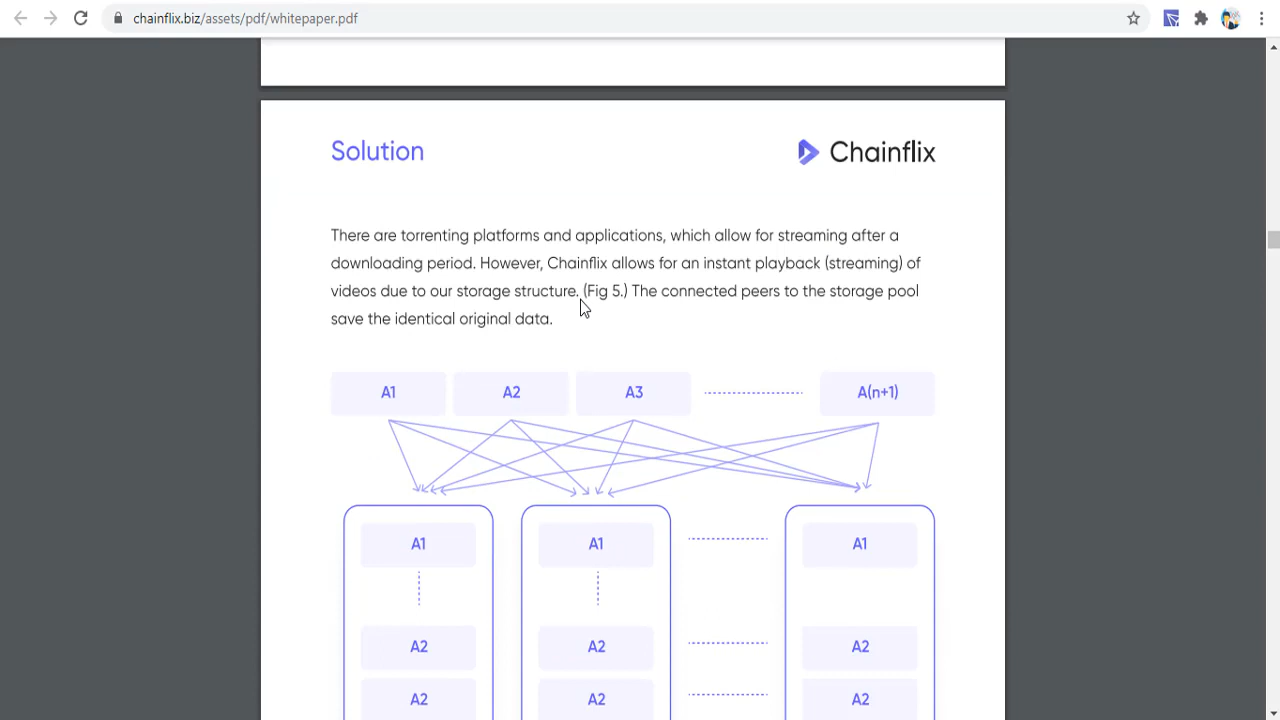 chainflix.biz/assets/pdf/whitepaper.pdf
Solution
Chainflix
There are torrenting platforms and applications, which allow for streaming after a
downloading period. However, Chainflix allows for an instant playback (streaming) of
videos due to our storage structure. (Fig 5.) The connected peers to the storage pool
save the identical original data.
A1 A2 A3 A(n+1)
A1 A1 A1
A2 A2 A2
A2 A2 A2